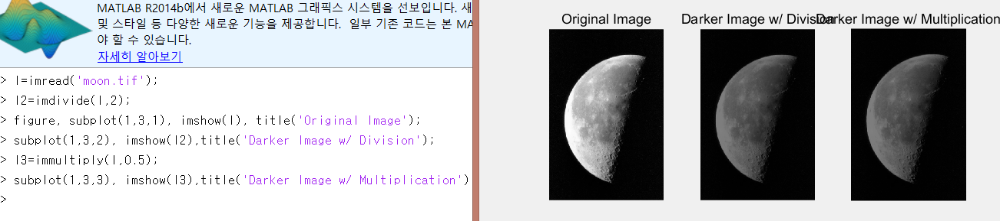 MATLAB R2014b에서 새로운 MATLAB 그래픽스 시스템을 선보입니다. 새
및 스타일 등 다양한 새로운 기능을 제공합니다. 일부 기존 코드는 본 MA
야 할 수 있습니다.
자세히 알아보기
> I=imread('moon.tif');
> I2=imdivide(I,2);
> figure, subplot(1,3,1), imshow(I), title('Original Image');
> subplot(1,3,2), imshow(I2),title('Darker Image w/ Division');
> I3=immultiply(I,0.5);
> subplot(1,3,3), imshow(I3),title('Darker Image w/ Multiplication')
>
Original Image
Darker Image w/ Division
Darker Image w/ Multiplication